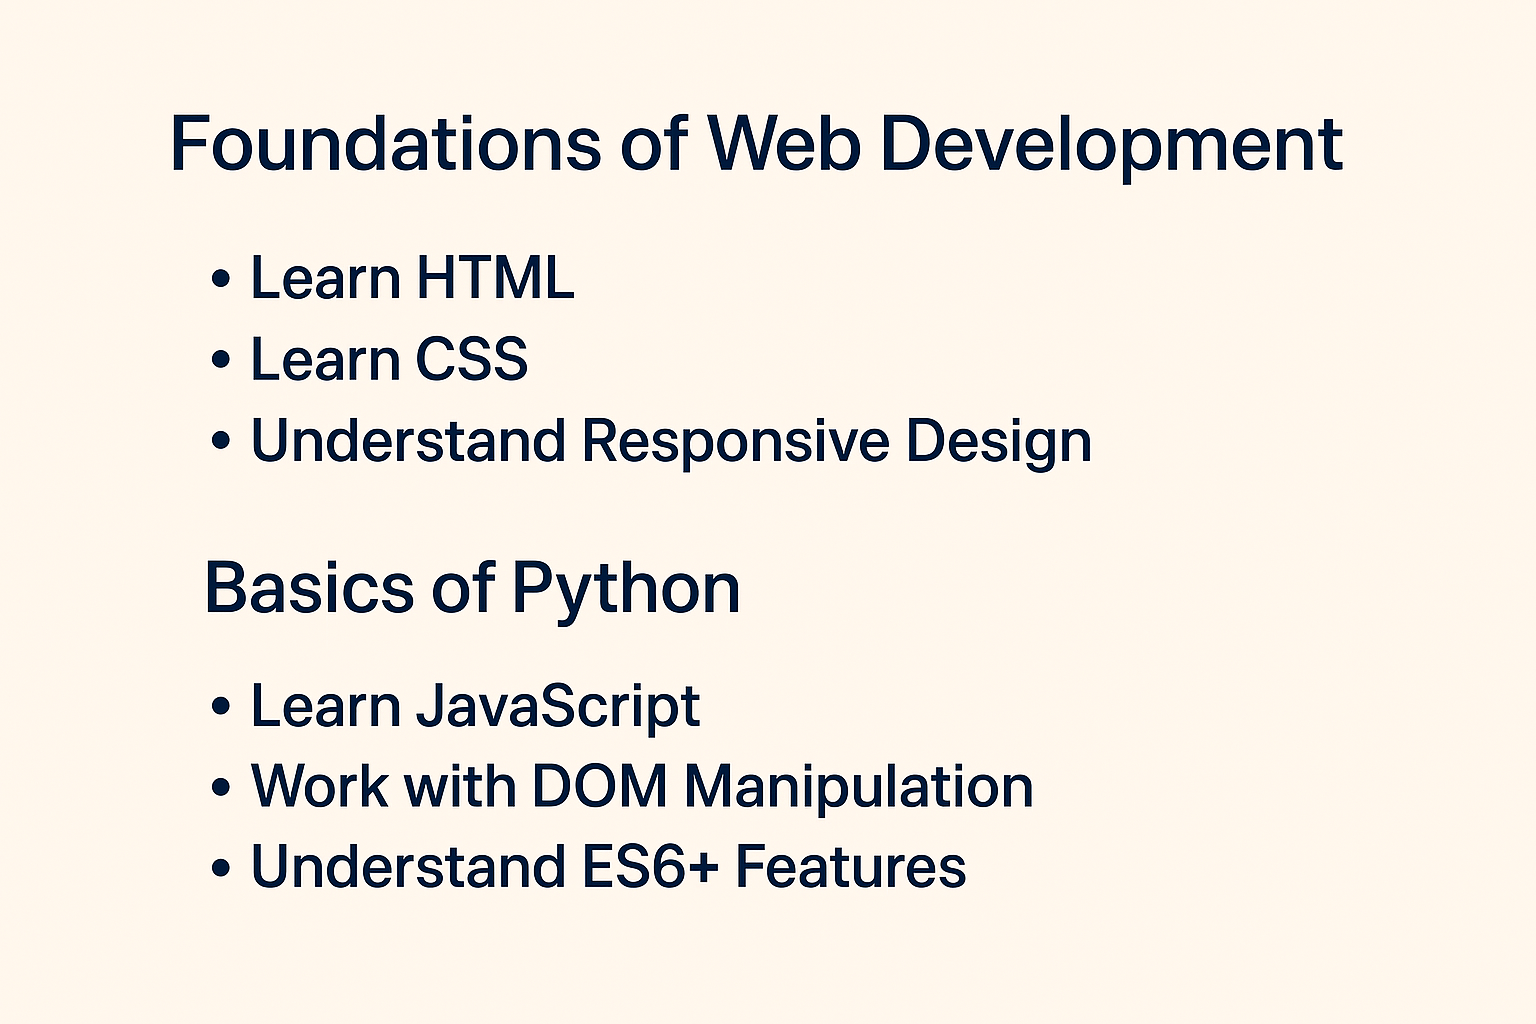 Foundations of Web Development
• Learn HTML
• Learn CSS
• Understand Responsive Design
Basics of Python
• Learn JavaScript
• Work with DOM Manipulation
• Understand ES6+ Features